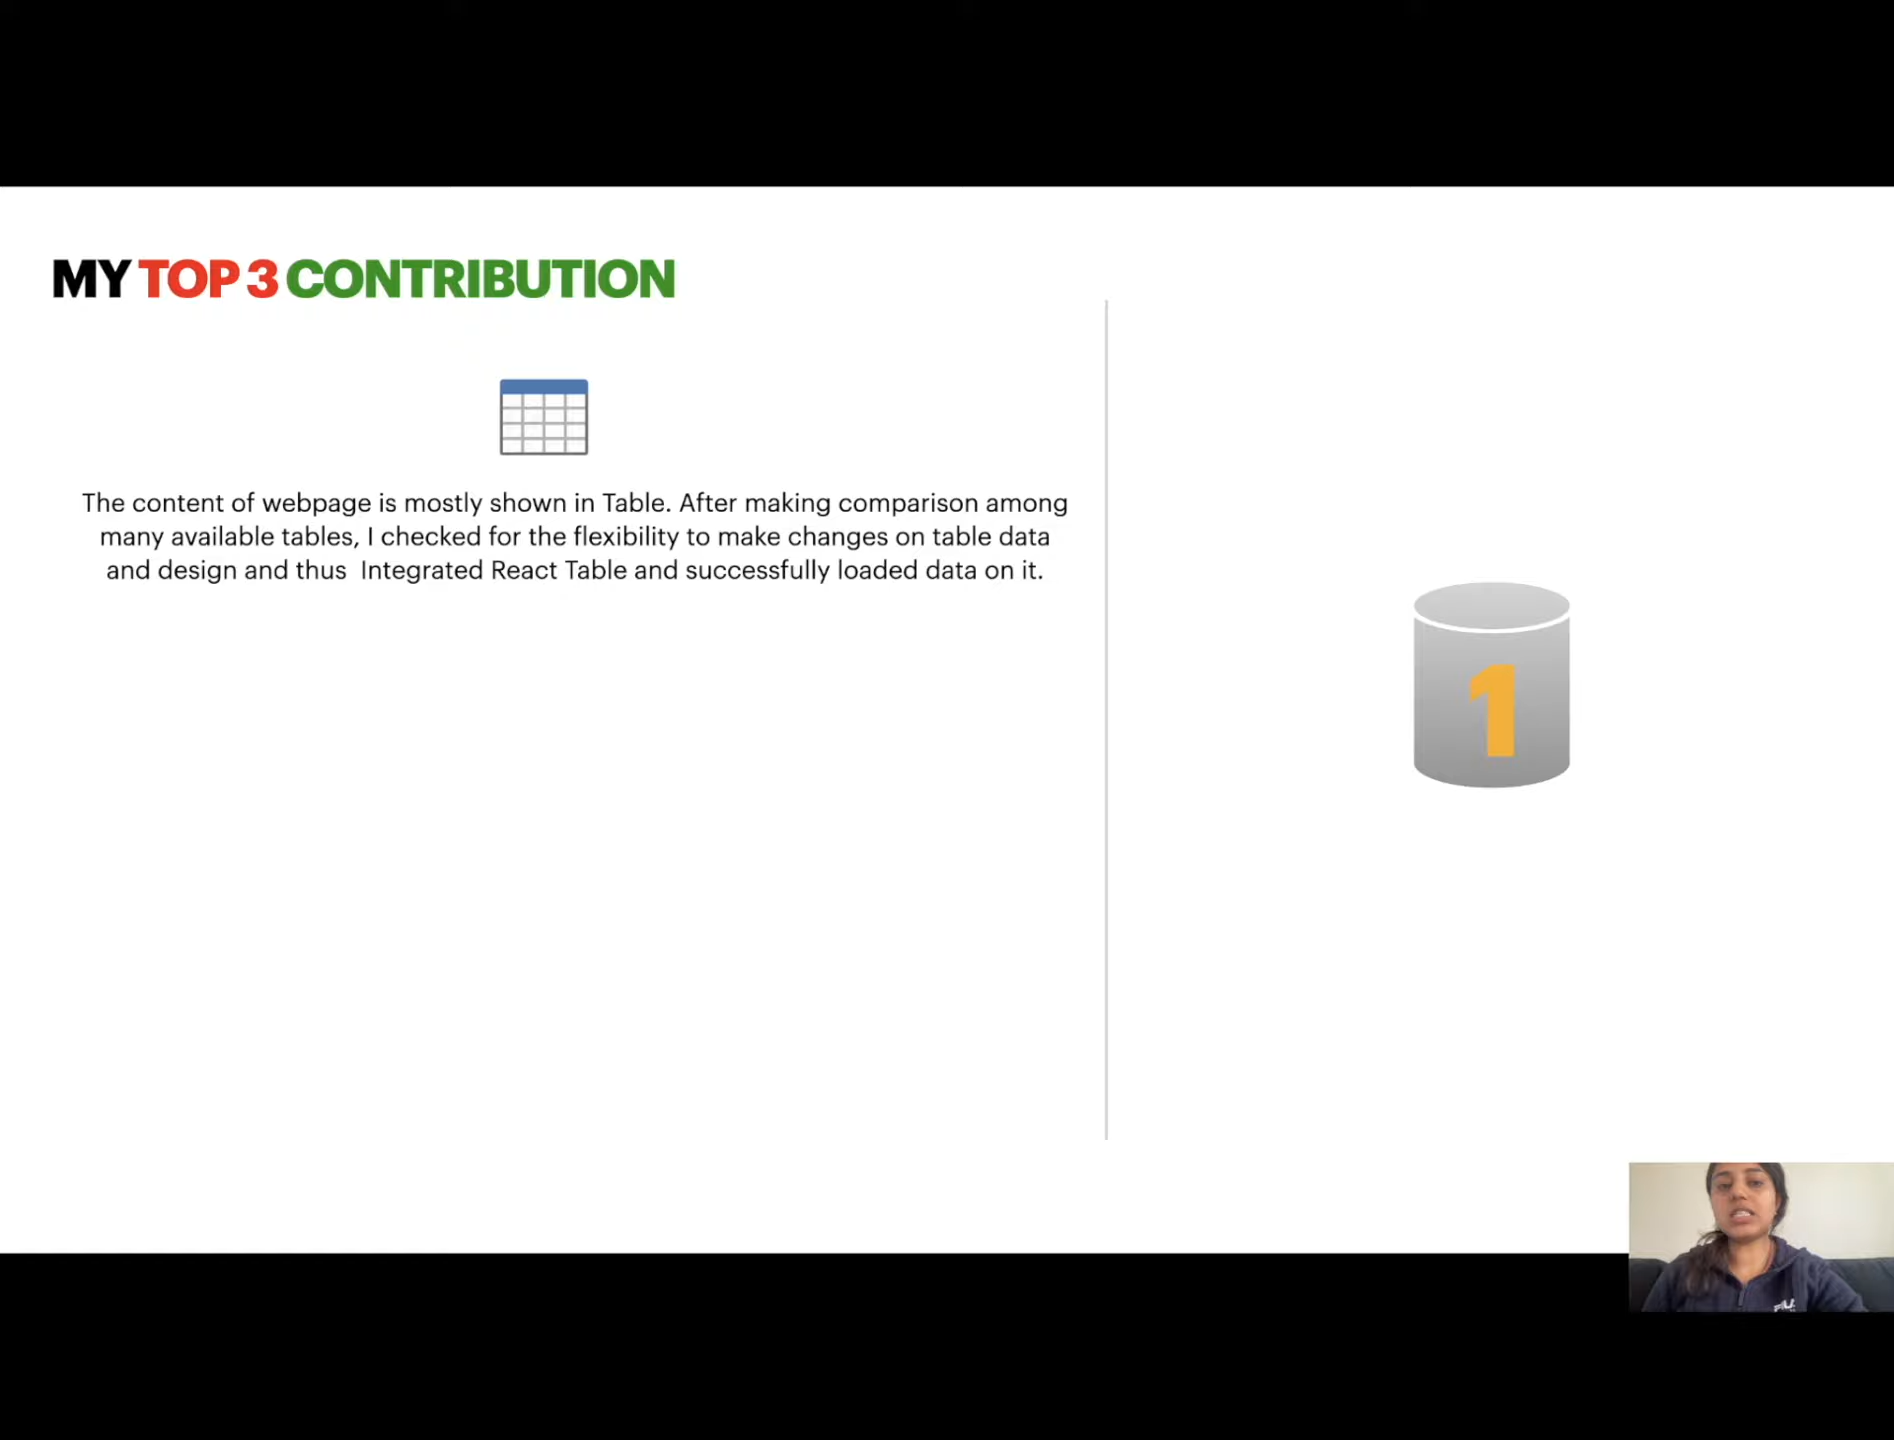 MY TOP 3 CONTRIBUTION
The content of webpage is mostly shown in Table. After making comparison among
many available tables, I checked for the flexibility to make changes on table data
and design and thus  Integrated React Table and successfully loaded data on it.
1